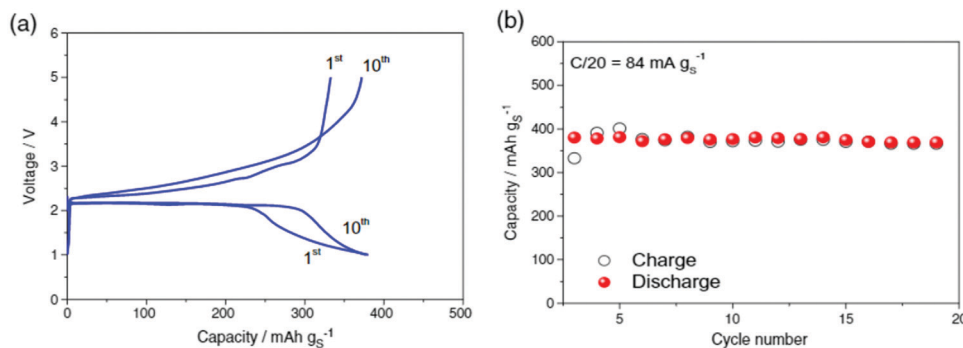 (a)
6
5
4
3
2
1
0
Voltage / V
1st
10th
10th
1st
0
100
200
300
400
500
Capacity / mAh gS-1
(b)
600
500
400
300
200
100
0
Capacity / mAh gS-1
C/20 = 84 mA gS-1
Charge
Discharge
5
10
15
20
Cycle number